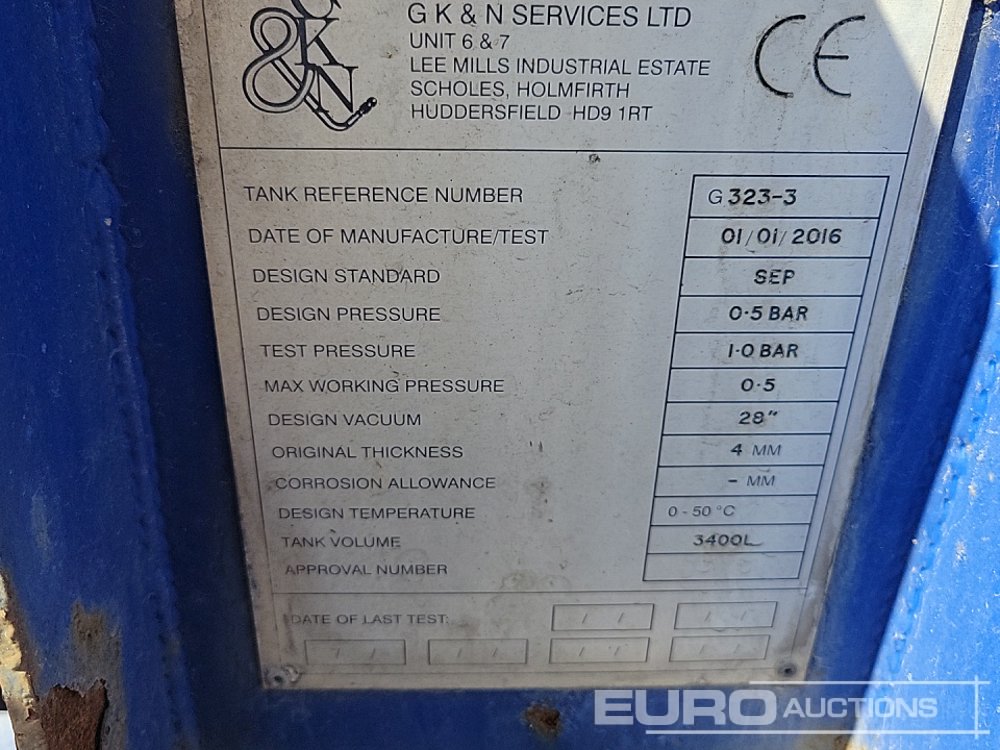 G
&
K
N
G K & N SERVICES LTD
UNIT 6 & 7
LEE MILLS INDUSTRIAL ESTATE
SCHOLES, HOLMFIRTH
HUDDERSFIELD HD9 1RT
CE
TANK REFERENCE NUMBER G 323-3
DATE OF MANUFACTURE/TEST 01/01/2016
DESIGN STANDARD SEP
DESIGN PRESSURE 0·5 BAR
TEST PRESSURE 1·0 BAR
MAX WORKING PRESSURE 0·5
DESIGN VACUUM 28"
ORIGINAL THICKNESS 4 MM
CORROSION ALLOWANCE - MM
DESIGN TEMPERATURE 0 - 50 °C
TANK VOLUME 3400L
APPROVAL NUMBER
DATE OF LAST TEST: / / / /
/ / / / / / / /
EURO AUCTIONS